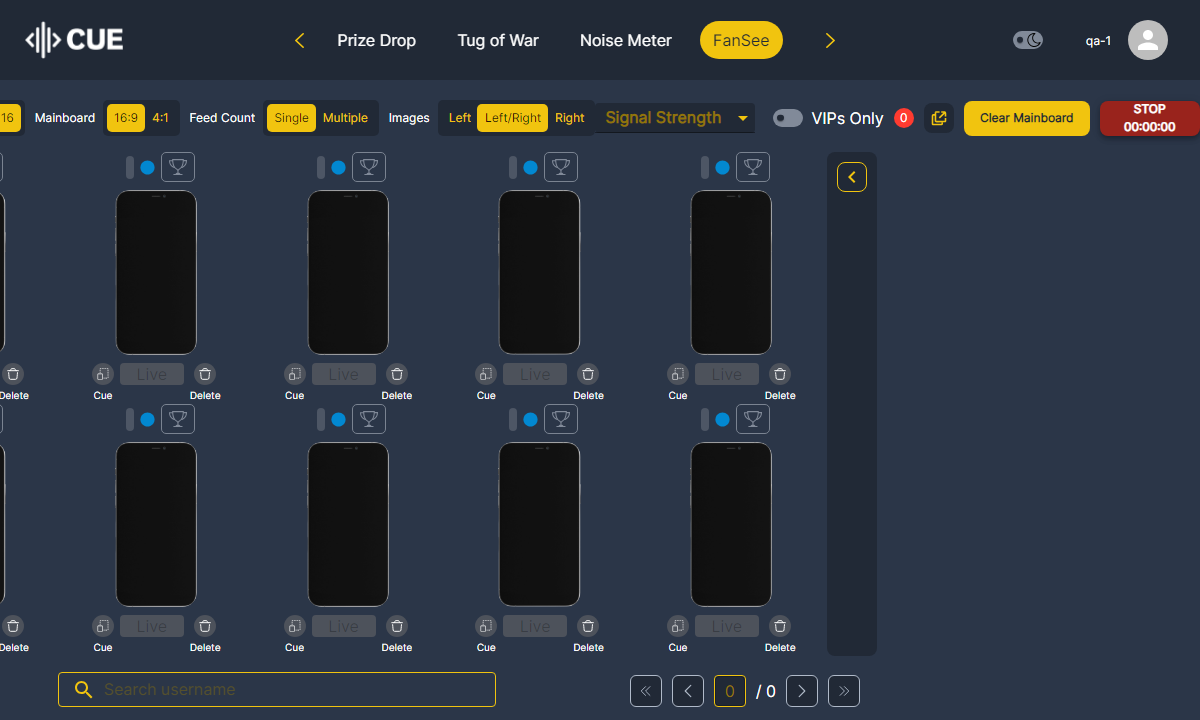 CUE
Prize Drop Tug of War Noise Meter FanSee
qa-1
16 Mainboard 16:9 4:1 Feed Count Single Multiple Images Left Left/Right Right Signal Strength VIPs Only 0 Clear Mainboard STOP
00:00:00
Live Live Live Live
Delete Cue Delete Cue Delete Cue Delete Cue Delete
Live Live Live Live
Delete Cue Delete Cue Delete Cue Delete Cue Delete
Search username
0 / 0